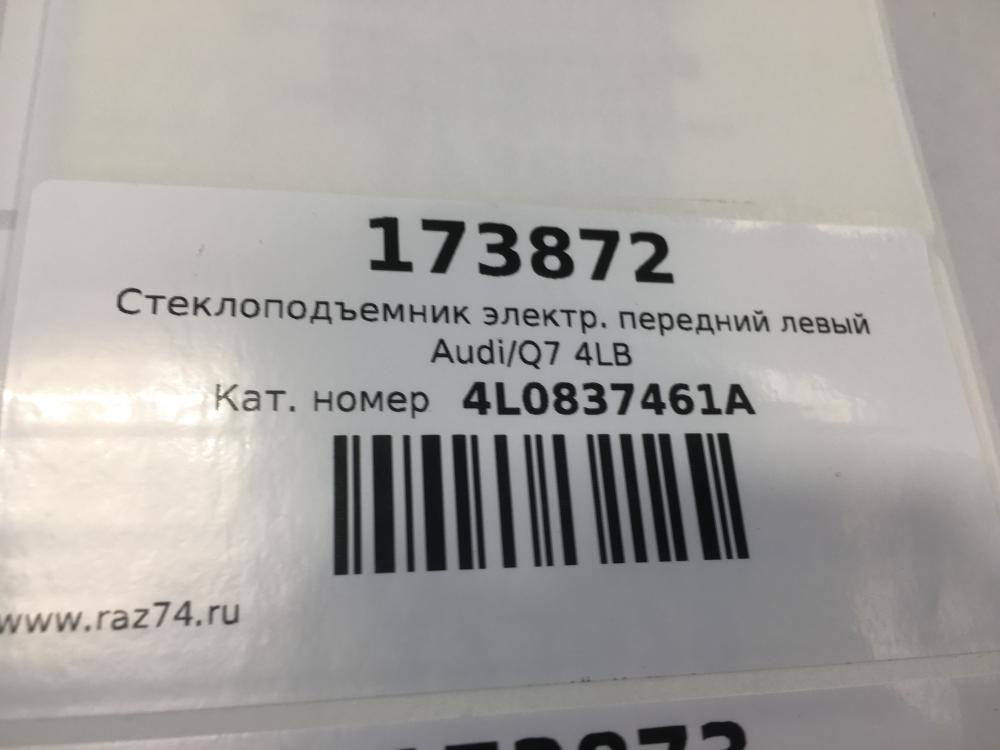 173872
Стеклоподъемник электр. передний левый
Audi/Q7 4LB
Кат. номер 4L0837461A
www.raz74.ru